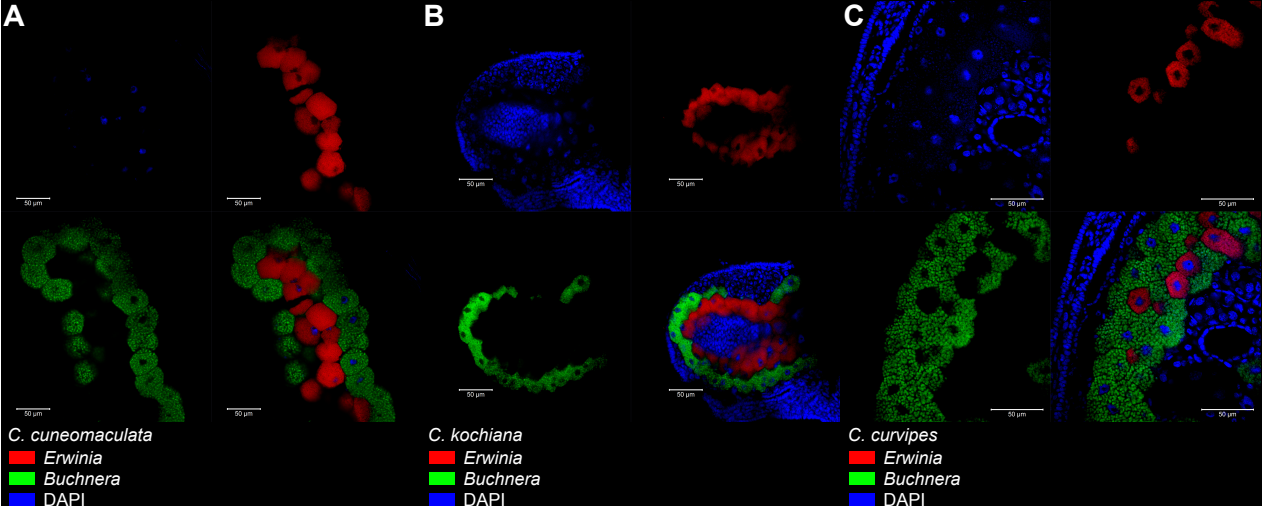 A
B
C
50 µm
50 µm
50 µm
50 µm
50 µm
50 µm
50 µm
50 µm
50 µm
50 µm
50 µm
50 µm
C. cuneomaculata
Erwinia
Buchnera
DAPI
C. kochiana
Erwinia
Buchnera
DAPI
C. curvipes
Erwinia
Buchnera
DAPI